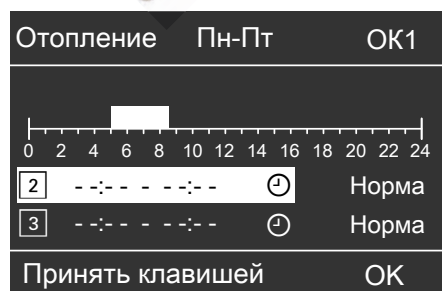 Отопление Пн-Пт ОК1
0 2 4 6 8 10 12 14 16 18 20 22 24
2 - -:- - - - -:- - Норма
3 - -:- - - - -:- - Норма
Принять клавишей OK